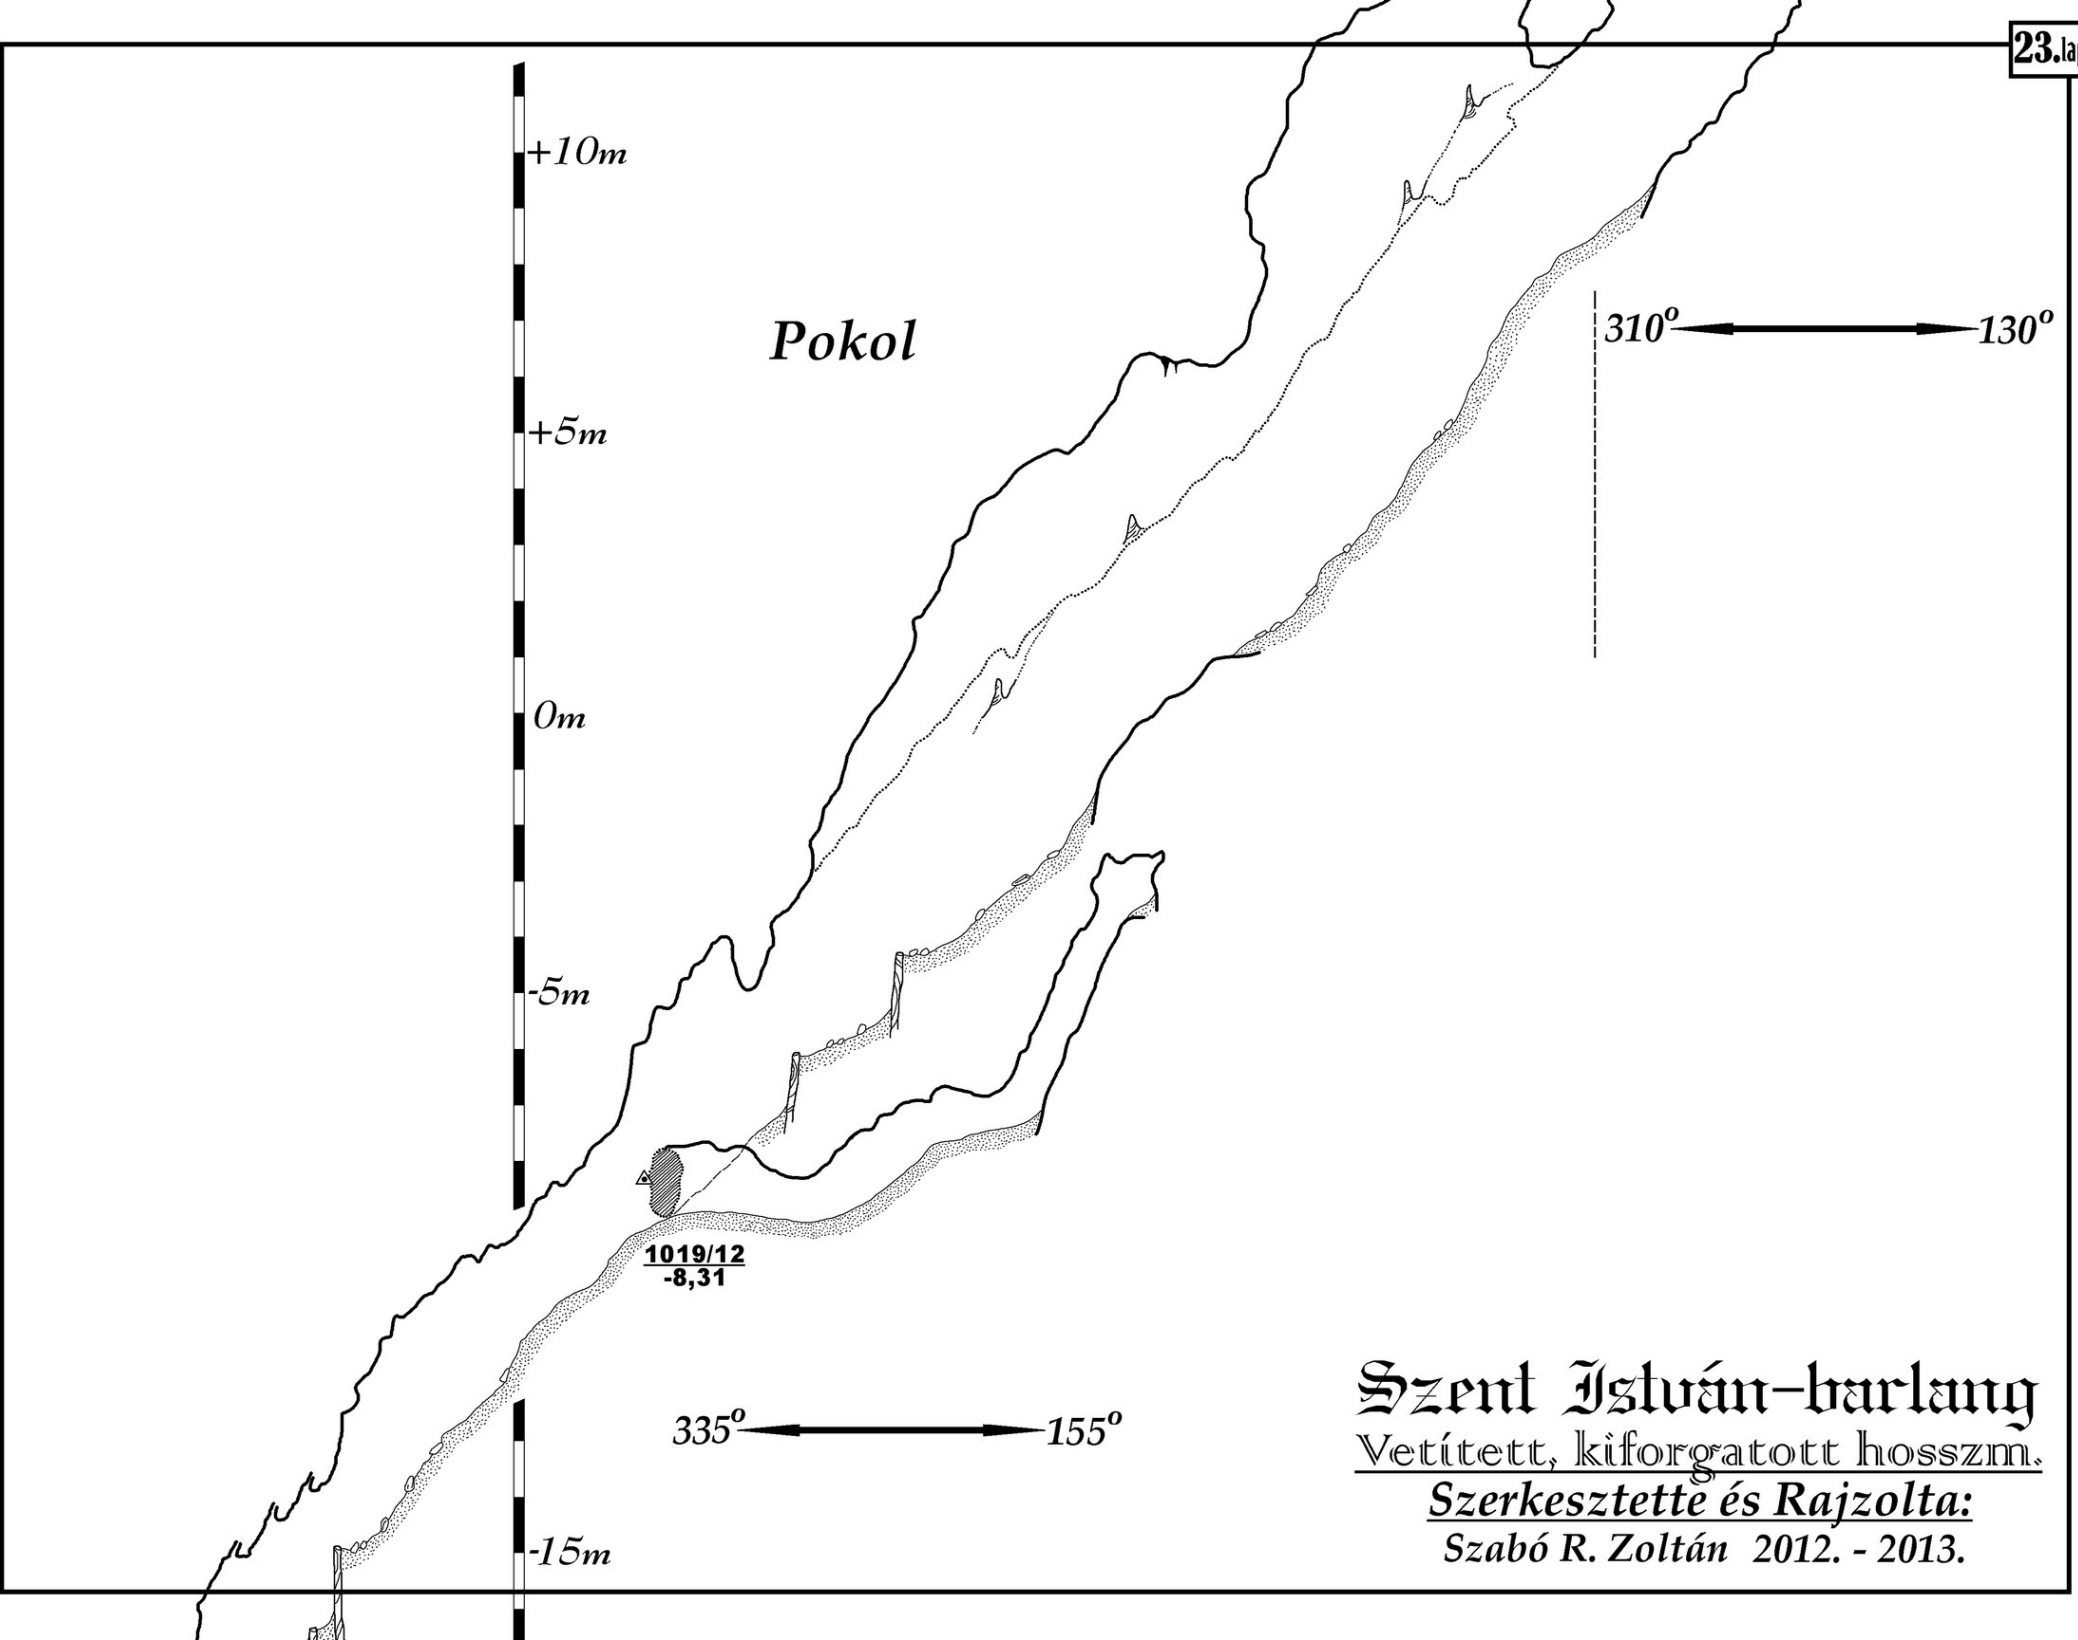 23.lap
+10m
Pokol
310° 130°
+5m
0m
-5m
1019/12
-8,31
335° 155°
-15m
Szent István-barlang
Vetített, kiforgatott hosszm.
Szerkesztette és Rajzolta:
Szabó R. Zoltán 2012. - 2013.